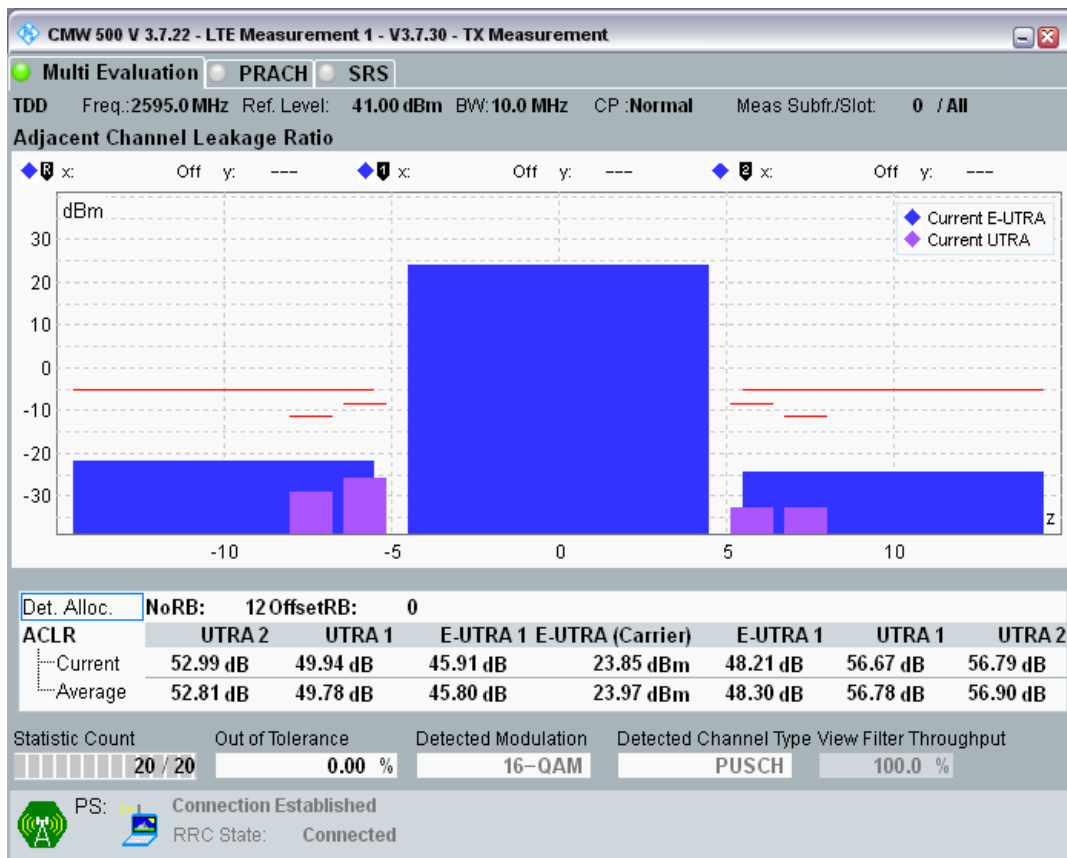 CMW 500 V 3.7.22 - LTE Measurement 1 - V3.7.30 - TX Measurement
Multi Evaluation PRACH SRS
TDD Freq.:2595.0 MHz Ref. Level: 41.00 dBm BW:10.0 MHz CP :Normal Meas Subfr./Slot: 0 / All
Adjacent Channel Leakage Ratio
R x: Off y: --- 1 x: Off y: --- 2 x: Off y: ---
dBm
Current E-UTRA
Current UTRA
30
20
10
0
-10
-20
-30
z
-10 -5 0 5 10
Det. Alloc. NoRB: 12 OffsetRB: 0
ACLR UTRA 2 UTRA 1 E-UTRA 1 E-UTRA (Carrier) E-UTRA 1 UTRA 1 UTRA 2
Current 52.99 dB 49.94 dB 45.91 dB 23.85 dBm 48.21 dB 56.67 dB 56.79 dB
Average 52.81 dB 49.78 dB 45.80 dB 23.97 dBm 48.30 dB 56.78 dB 56.90 dB
Statistic Count Out of Tolerance Detected Modulation Detected Channel Type View Filter Throughput
20 / 20 0.00 % 16-QAM PUSCH 100.0 %
PS: Connection Established
RRC State: Connected